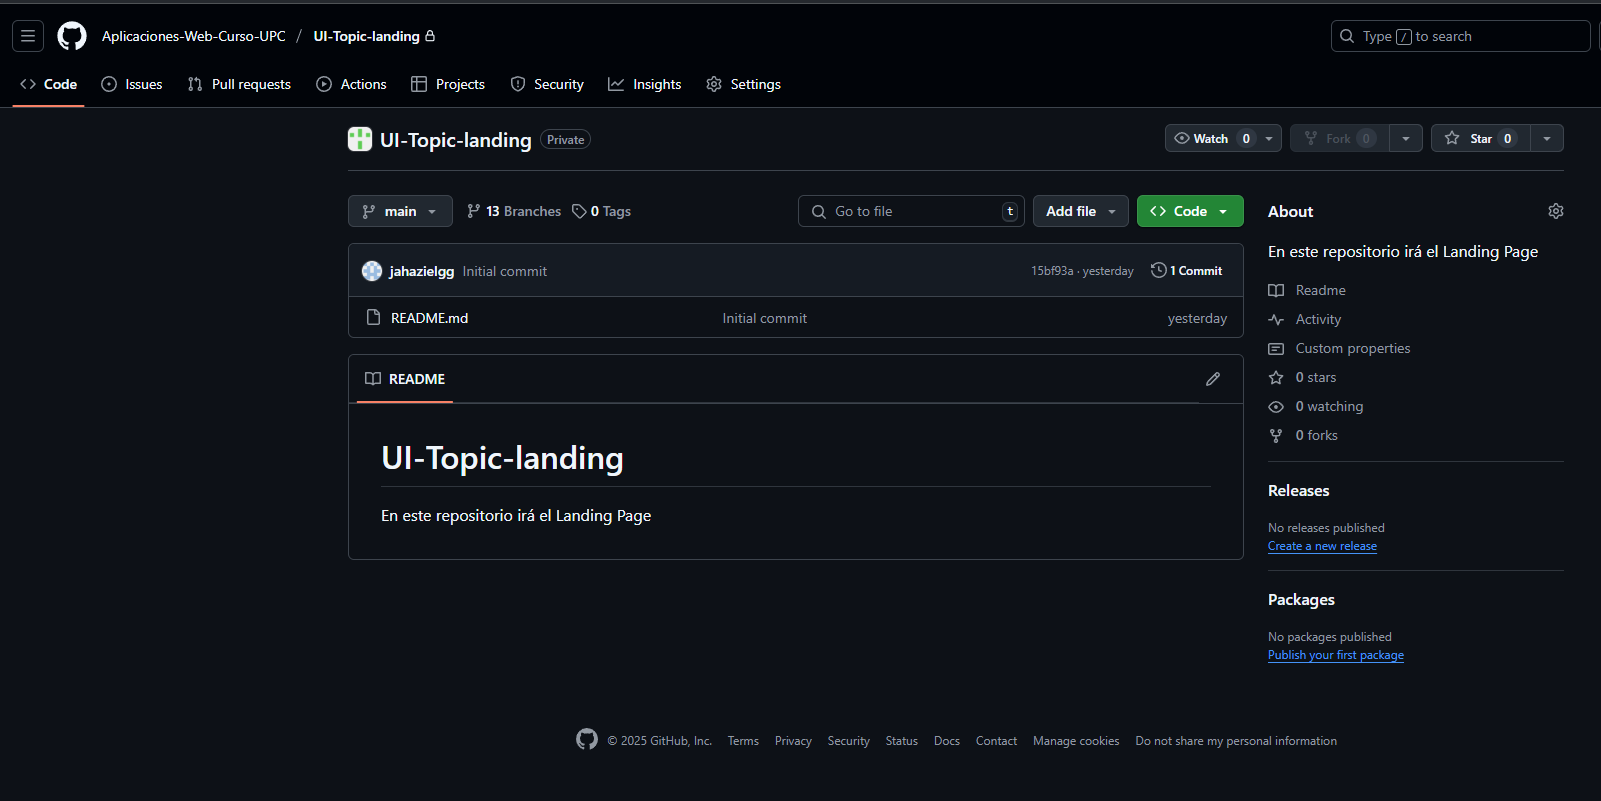 Aplicaciones-Web-Curso-UPC / UI-Topic-landing
Type / to search
Code Issues Pull requests Actions Projects Security Insights Settings
UI-Topic-landing Private
Watch 0 Fork 0 Star 0
main 13 Branches 0 Tags
Go to file t Add file Code
jahazielgg Initial commit 15bf93a · yesterday 1 Commit
README.md Initial commit yesterday
README
UI-Topic-landing
En este repositorio irá el Landing Page
About
En este repositorio irá el Landing Page
Readme
Activity
Custom properties
0 stars
0 watching
0 forks
Releases
No releases published
Create a new release
Packages
No packages published
Publish your first package
© 2025 GitHub, Inc. Terms Privacy Security Status Docs Contact Manage cookies Do not share my personal information